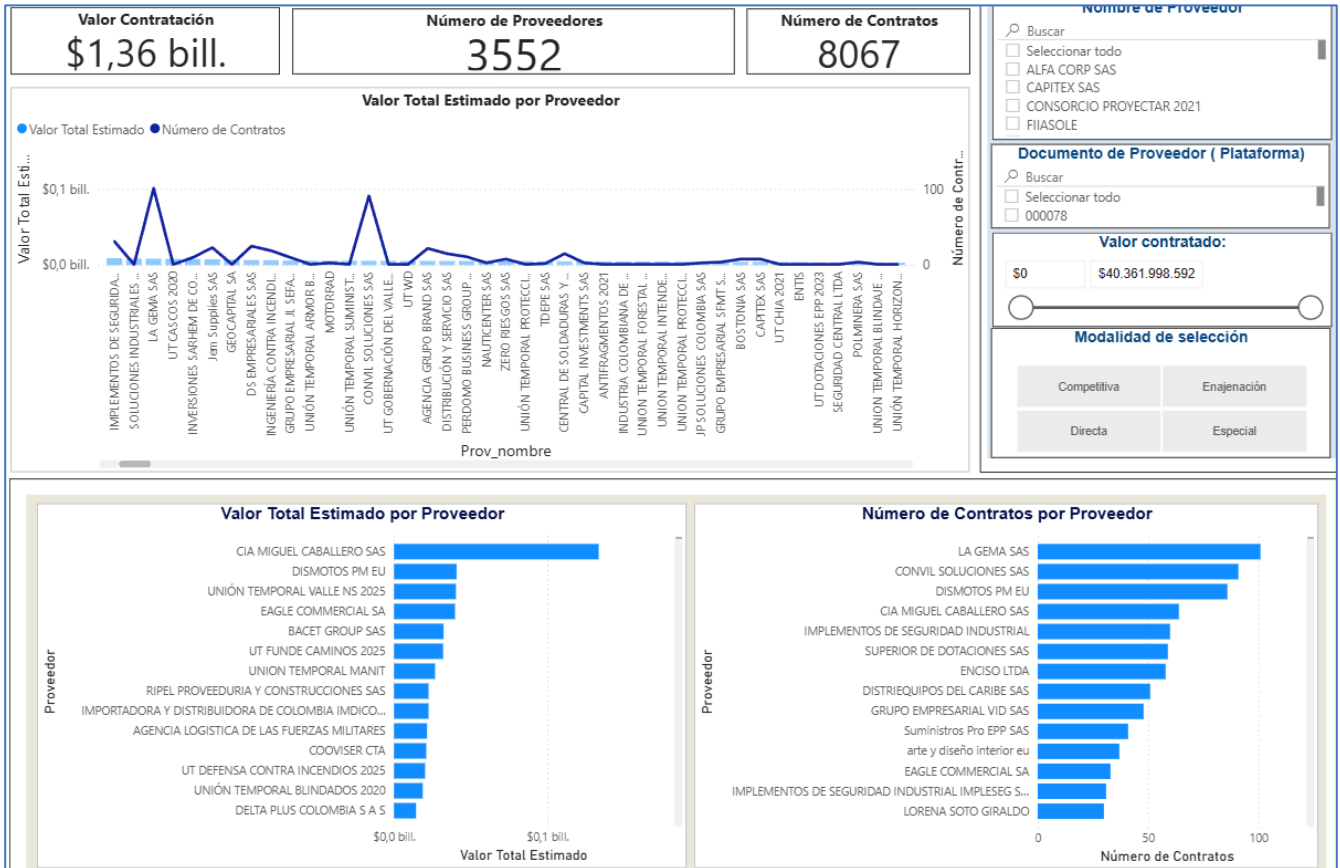 Valor Contratación
$1,36 bill.
Número de Proveedores
3552
Número de Contratos
8067
Nombre de Proveedor
Buscar
Seleccionar todo
ALFA CORP SAS
CAPITEX SAS
CONSORCIO PROYECTAR 2021
FIIASOLE
Documento de Proveedor ( Plataforma)
Buscar
Seleccionar todo
000078
Valor contratado:
$0
$40.361.998.592
Modalidad de selección
Competitiva
Enajenación
Directa
Especial
Valor Total Estimado por Proveedor
Valor Total Estimado
Número de Contratos
Valor Total Esti...
$0,1 bill.
$0,0 bill.
100
0
Número de Contr...
IMPLEMENTOS DE SEGURIDA...
SOLUCIONES INDUSTRIALES ...
LA GEMA SAS
UT CASCOS 2020
INVERSIONES SARHEM DE CO...
Jem Supplies SAS
GEOCAPITAL SA
DS EMPRESARIALES SAS
INGENIERÍA CONTRA INCENDI...
GRUPO EMPRESARIAL JL SEFA...
UNIÓN TEMPORAL ARMOR B...
MOTORRAD
UNIÓN TEMPORAL SUMINIST...
CONVIL SOLUCIONES SAS
UT GOBERNACIÓN DEL VALLE...
UT WD
AGENCIA GRUPO BRAND SAS
DISTRIBUCIÓN Y SERVICIO SAS
PERDOMO BUSINESS GROUP ...
NAUTICENTER SAS
ZERO RIESGOS SAS
UNIÓN TEMPORAL PROTECCI...
TDEPE SAS
CENTRAL DE SOLDADURAS Y ...
CAPITAL INVESTMENTS SAS
ANTIFRAGMENTOS 2021
INDUSTRIA COLOMBIANA DE ...
UNION TEMPORAL FORESTAL ...
UNION TEMPORAL INTENDE...
UNION TEMPORAL PROTECCI...
JP SOLUCIONES COLOMBIA SAS
GRUPO EMPRESARIAL SFMT S...
BOSTONIA SAS
CAPITEX SAS
UT CHIA 2021
ENTIS
UT DOTACIONES EPP 2023
SEGURIDAD CENTRAL LTDA
POLMINERA SAS
UNION TEMPORAL BLINDAJE ...
UNIÓN TEMPORAL HORIZON...
Prov_nombre
Valor Total Estimado por Proveedor
Proveedor
CIA MIGUEL CABALLERO SAS
DISMOTOS PM EU
UNIÓN TEMPORAL VALLE NS 2025
EAGLE COMMERCIAL SA
BACET GROUP SAS
UT FUNDE CAMINOS 2025
UNION TEMPORAL MANIT
RIPEL PROVEEDURIA Y CONSTRUCCIONES SAS
IMPORTADORA Y DISTRIBUIDORA DE COLOMBIA IMDICO...
AGENCIA LOGISTICA DE LAS FUERZAS MILITARES
COOVISER CTA
UT DEFENSA CONTRA INCENDIOS 2025
UNIÓN TEMPORAL BLINDADOS 2020
DELTA PLUS COLOMBIA S A S
$0,0 bill.
$0,1 bill.
Valor Total Estimado
Número de Contratos por Proveedor
Proveedor
LA GEMA SAS
CONVIL SOLUCIONES SAS
DISMOTOS PM EU
CIA MIGUEL CABALLERO SAS
IMPLEMENTOS DE SEGURIDAD INDUSTRIAL
SUPERIOR DE DOTACIONES SAS
ENCISO LTDA
DISTRIEQUIPOS DEL CARIBE SAS
GRUPO EMPRESARIAL VID SAS
Suministros Pro EPP SAS
arte y diseño interior eu
EAGLE COMMERCIAL SA
IMPLEMENTOS DE SEGURIDAD INDUSTRIAL IMPLESEG S...
LORENA SOTO GIRALDO
0
50
100
Número de Contratos